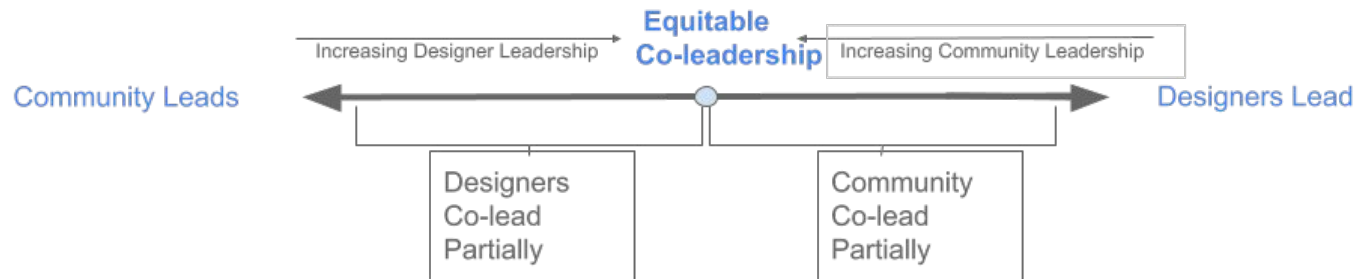 Equitable
Co-leadership
Increasing Designer Leadership
Increasing Community Leadership
Community Leads
Designers Lead
Designers
Co-lead
Partially
Community
Co-lead
Partially